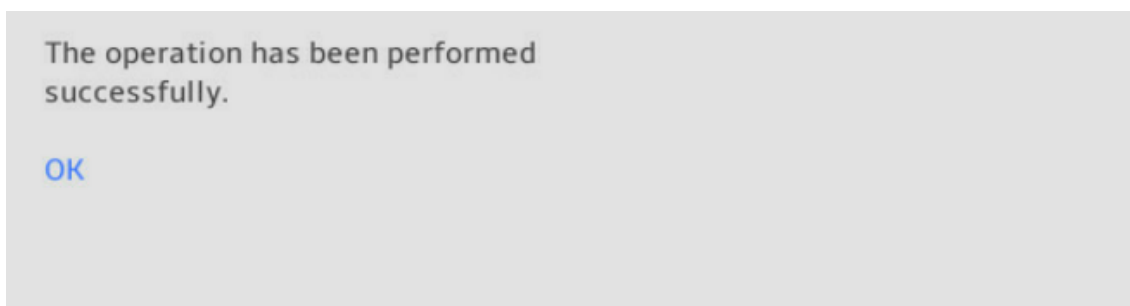 The operation has been performed
successfully.
OK